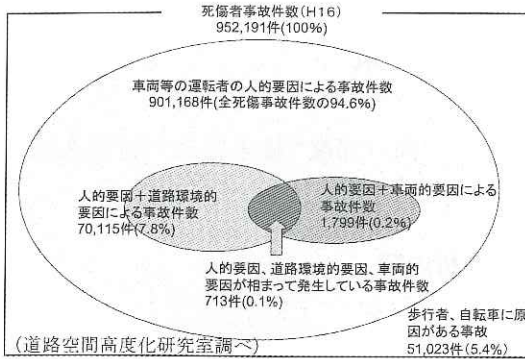 死傷者事故件数(H16)
952,191件(100%)
車両等の運転者の人的要因による事故件数
901,168件(全死傷事故件数の94.6%)
人的要因+道路環境的
要因による事故件数
70,115件(7.8%)
人的要因+車両的要因による
事故件数
1,799件(0.2%)
人的要因、道路環境的要因、車両的
要因が相まって発生している事故件数
713件(0.1%)
歩行者、自転車に原
因がある事故
51,023件(5.4%)
(道路空間高度化研究室調べ)